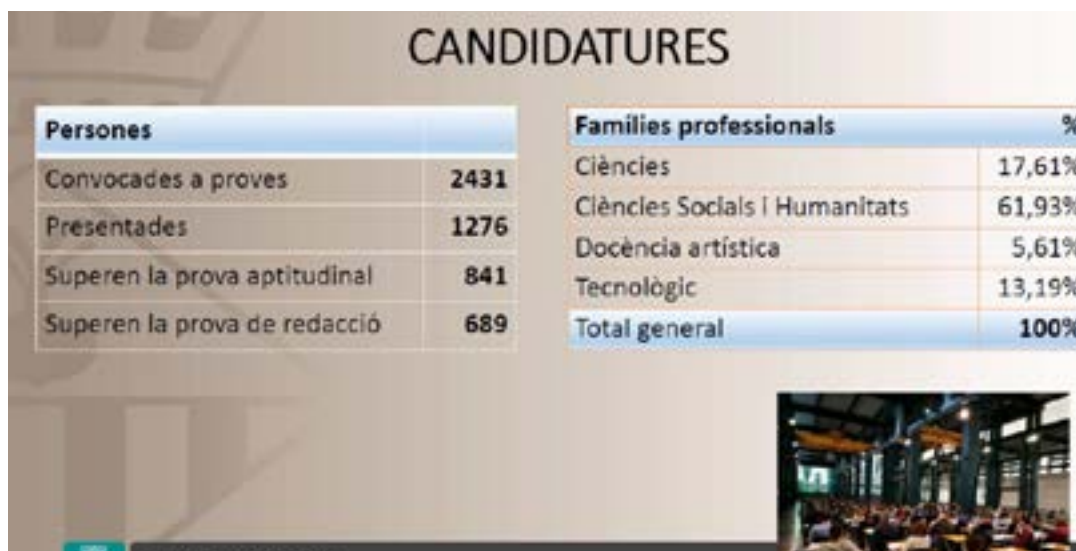 CANDIDATURES
Persones
Convocades a proves 2431
Presentades 1276
Superen la prova aptitudinal 841
Superen la prova de redacció 689
Famílies professionals %
Ciències 17,61%
Ciències Socials i Humanitats 61,93%
Docència artística 5,61%
Tecnològic 13,19%
Total general 100%